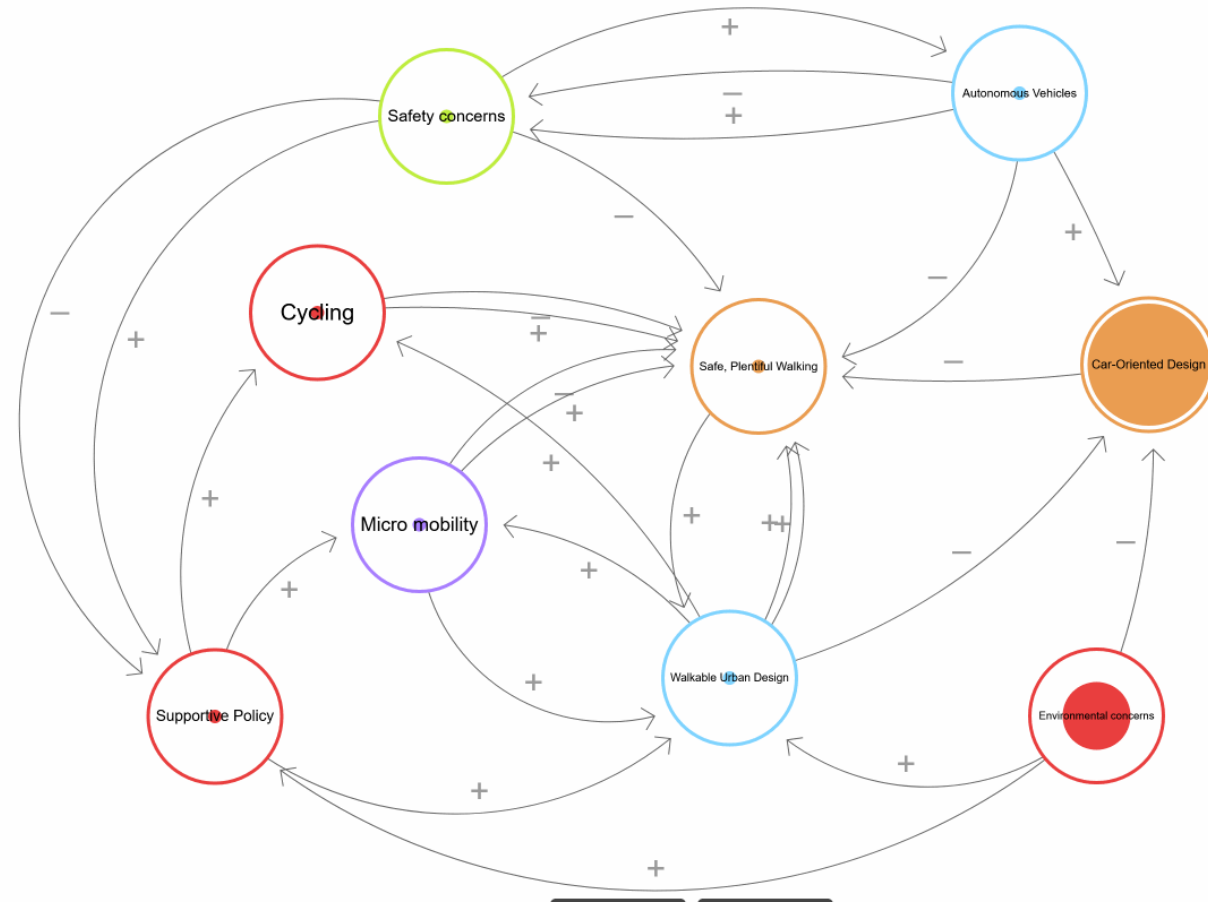 +
Safety concerns
Autonomous Vehicles
–
+
–
+
–
–
Cycling
–
+
–
+
Safe, Plentiful Walking
–
Car-Oriented Design
–
+
+
+
Micro mobility
+
++
–
–
+
+
+
Supportive Policy
Walkable Urban Design
Environmental concerns
+
+
+